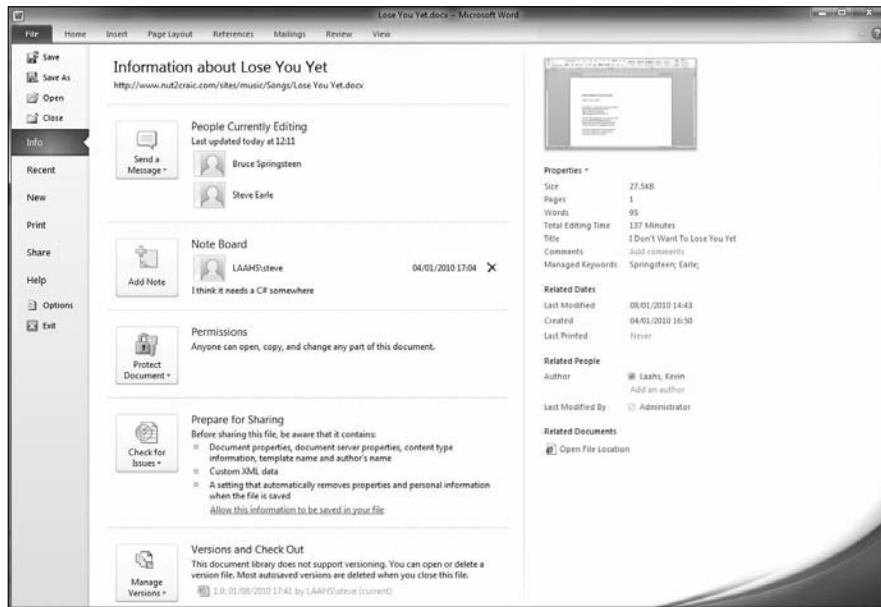 Lose You Yet.docx - Microsoft Word
File Home Insert Page Layout References Mailings Review View
Save
Save As
Open
Close
Info
Recent
New
Print
Share
Help
Options
Exit
Information about Lose You Yet
http://www.nut2craic.com/sites/music/Songs/Lose You Yet.docx
Send a
Message
People Currently Editing
Last updated today at 12:11
Bruce Springsteen
Steve Earle
Add Note
Note Board
LAAHS\steve 04/01/2010 17:04
I think it needs a C# somewhere
Protect
Document
Permissions
Anyone can open, copy, and change any part of this document.
Check for
Issues
Prepare for Sharing
Before sharing this file, be aware that it contains:
Document properties, document server properties, content type
information, template name and author's name
Custom XML data
A setting that automatically removes properties and personal information
when the file is saved
Allow this information to be saved in your file
Manage
Versions
Versions and Check Out
This document library does not support versioning. You can open or delete a
version file. Most autosaved versions are deleted when you close this file.
1.0: 01/08/2010 17:41 by LAAHS\steve (current)
Properties
Size 27.5KB
Pages 1
Words 95
Total Editing Time 137 Minutes
Title I Don't Want To Lose You Yet
Comments Add comments
Managed Keywords Springsteen; Earle;
Related Dates
Last Modified 08/01/2010 14:43
Created 04/01/2010 16:50
Last Printed Never
Related People
Author Laahs, Kevin
Add an author
Last Modified By Administrator
Related Documents
Open File Location